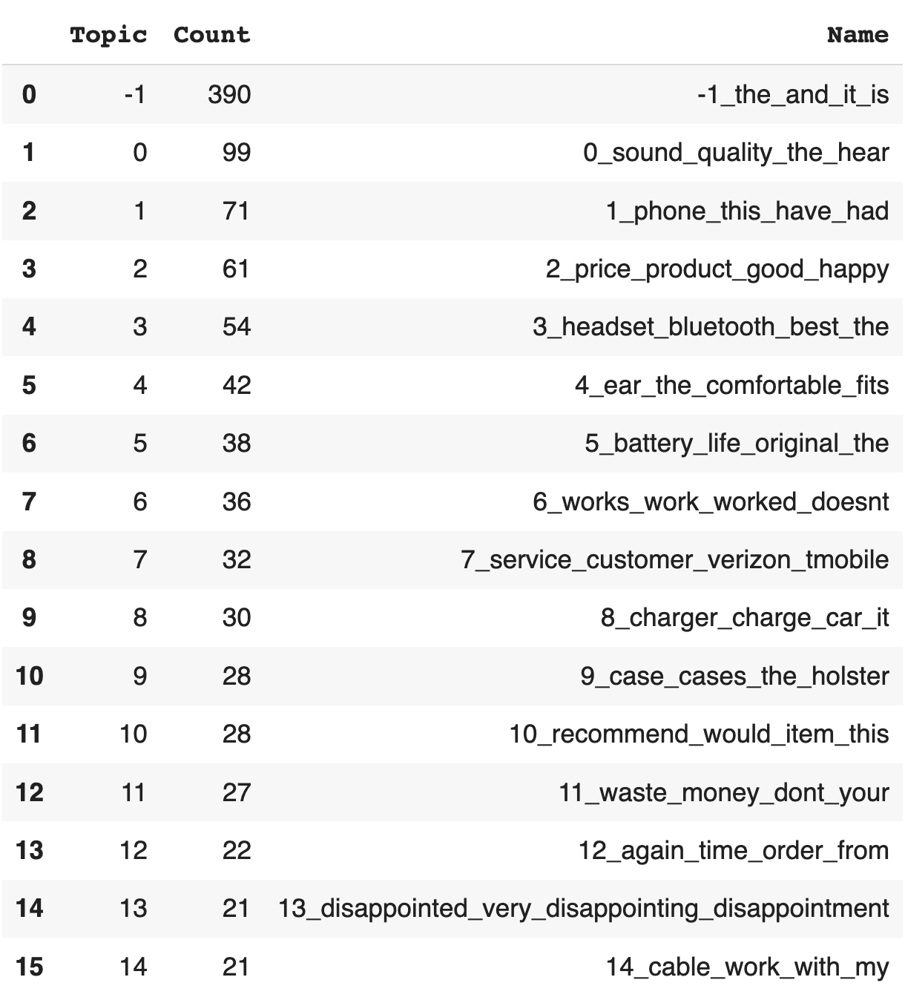 Topic Count Name
0 -1 390 -1_the_and_it_is
1 0 99 0_sound_quality_the_hear
2 1 71 1_phone_this_have_had
3 2 61 2_price_product_good_happy
4 3 54 3_headset_bluetooth_best_the
5 4 42 4_ear_the_comfortable_fits
6 5 38 5_battery_life_original_the
7 6 36 6_works_work_worked_doesnt
8 7 32 7_service_customer_verizon_tmobile
9 8 30 8_charger_charge_car_it
10 9 28 9_case_cases_the_holster
11 10 28 10_recommend_would_item_this
12 11 27 11_waste_money_dont_your
13 12 22 12_again_time_order_from
14 13 21 13_disappointed_very_disappointing_disappointment
15 14 21 14_cable_work_with_my